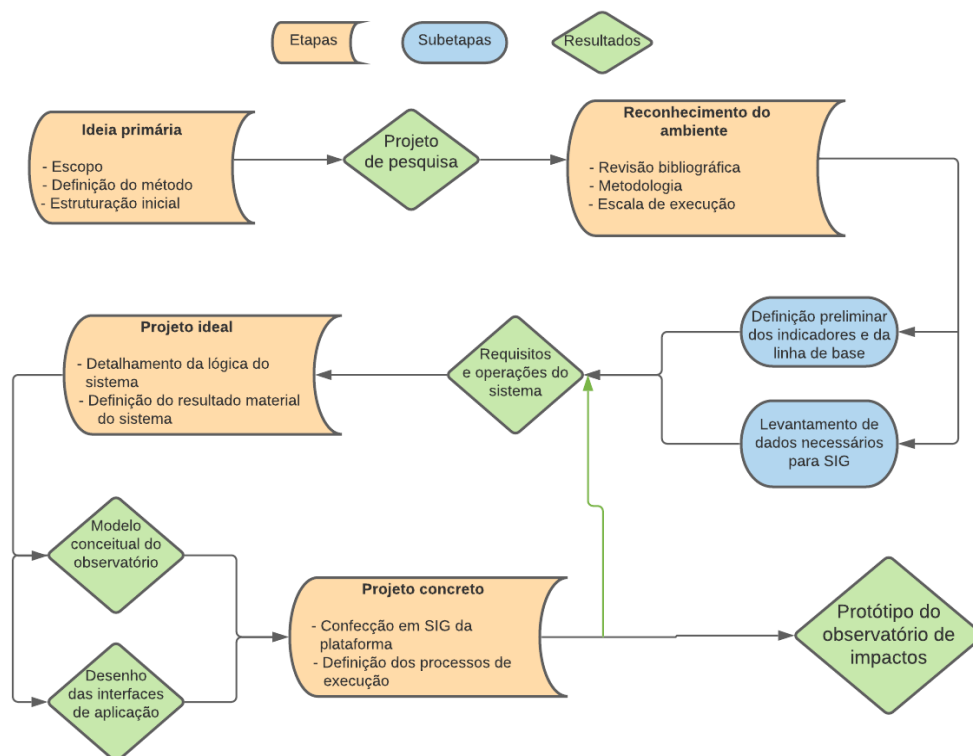 Etapas
Subetapas
Resultados
Ideia primária
- Escopo
- Definição do método
- Estruturação inicial
Projeto
de pesquisa
Reconhecimento do
ambiente
- Revisão bibliográfica
- Metodologia
- Escala de execução
Definição preliminar
dos indicadores e da
linha de base
Levantamento de
dados necessários
para SIG
Requisitos
e operações do
sistema
Projeto ideal
- Detalhamento da lógica do
sistema
- Definição do resultado material
do sistema
Modelo
conceitual do
observatório
Desenho
das interfaces
de aplicação
Projeto concreto
- Confecção em SIG da
plataforma
- Definição dos processos de
execução
Protótipo do
observatório de
impactos